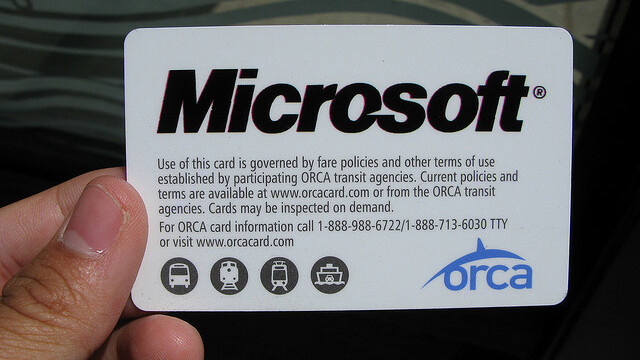 Microsoft®
Use of this card is governed by fare policies and other terms of use
established by participating ORCA transit agencies. Current policies and
terms are available at www.orcacard.com or from the ORCA transit
agencies. Cards may be inspected on demand.
For ORCA card information call 1-888-988-6722/1-888-713-6030 TTY
or visit www.orcacard.com
orca